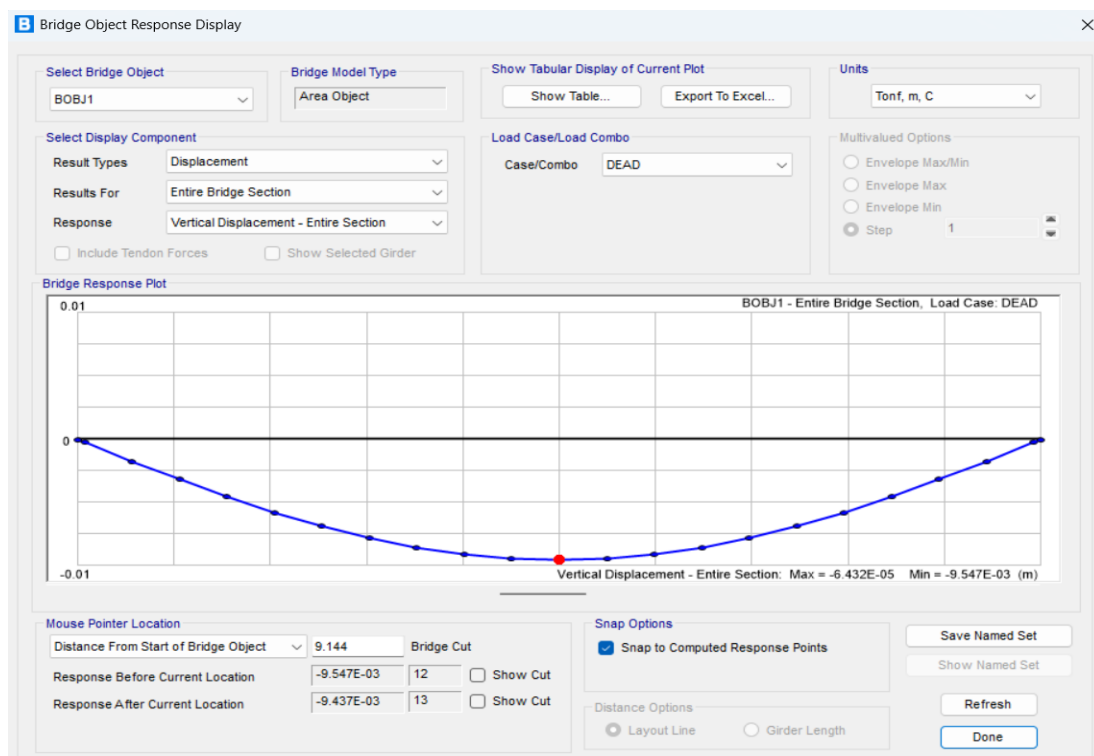 B Bridge Object Response Display
Select Bridge Object
BOBJ1
Bridge Model Type
Area Object
Show Tabular Display of Current Plot
Show Table...
Export To Excel...
Units
Tonf, m, C
Select Display Component
Result Types
Displacement
Results For
Entire Bridge Section
Response
Vertical Displacement - Entire Section
Include Tendon Forces
Show Selected Girder
Load Case/Load Combo
Case/Combo
DEAD
Multivalued Options
Envelope Max/Min
Envelope Max
Envelope Min
Step
1
Bridge Response Plot
0.01
BOBJ1 - Entire Bridge Section, Load Case: DEAD
0
-0.01
Vertical Displacement - Entire Section: Max = -6.432E-05 Min = -9.547E-03 (m)
Mouse Pointer Location
Distance From Start of Bridge Object
9.144
Bridge Cut
Response Before Current Location
-9.547E-03
12
Show Cut
Response After Current Location
-9.437E-03
13
Show Cut
Snap Options
Snap to Computed Response Points
Distance Options
Layout Line
Girder Length
Save Named Set
Show Named Set
Refresh
Done